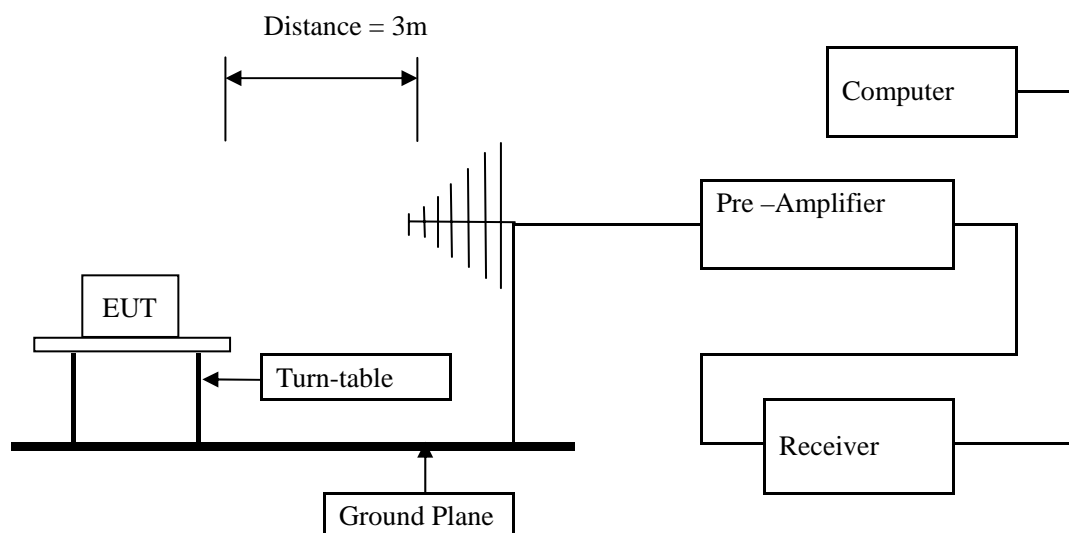 Distance = 3m
Computer
Pre –Amplifier
EUT
Turn-table
Receiver
Ground Plane